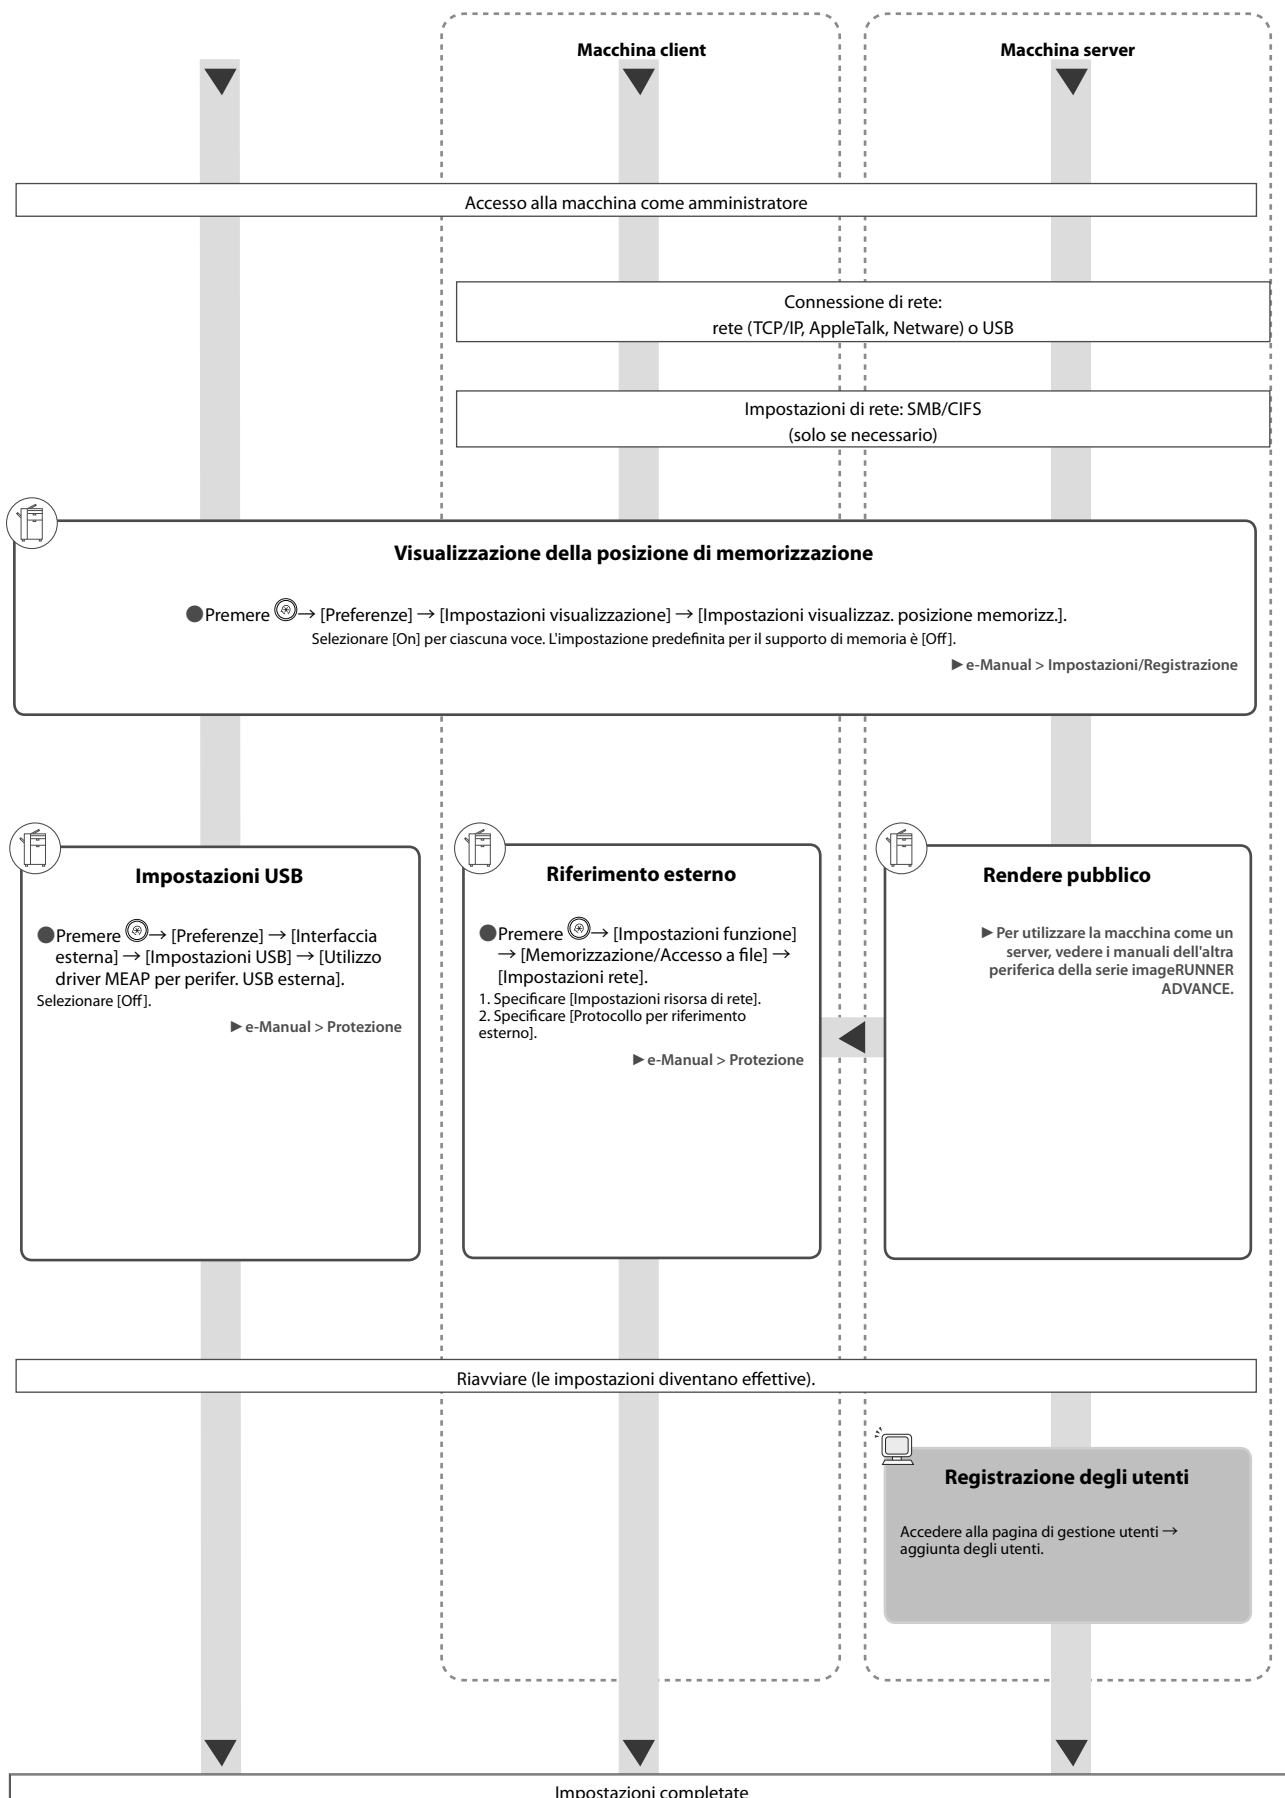 Macchina client
Macchina server
Accesso alla macchina come amministratore
Connessione di rete:
rete (TCP/IP, AppleTalk, Netware) o USB
Impostazioni di rete: SMB/CIFS
(solo se necessario)
Visualizzazione della posizione di memorizzazione
●Premere → [Preferenze] → [Impostazioni visualizzazione] → [Impostazioni visualizzaz. posizione memorizz.].
Selezionare [On] per ciascuna voce. L'impostazione predefinita per il supporto di memoria è [Off].
►e-Manual > Impostazioni/Registrazione
Impostazioni USB
●Premere → [Preferenze] → [Interfaccia
esterna] → [Impostazioni USB] → [Utilizzo
driver MEAP per perifer. USB esterna].
Selezionare [Off].
►e-Manual > Protezione
Riferimento esterno
●Premere → [Impostazioni funzione]
→ [Memorizzazione/Accesso a file] →
[Impostazioni rete].
1. Specificare [Impostazioni risorsa di rete].
2. Specificare [Protocollo per riferimento
esterno].
►e-Manual > Protezione
Rendere pubblico
►Per utilizzare la macchina come un
server, vedere i manuali dell'altra
periferica della serie imageRUNNER
ADVANCE.
Riavviare (le impostazioni diventano effettive).
Registrazione degli utenti
Accedere alla pagina di gestione utenti →
aggiunta degli utenti.
Impostazioni completate